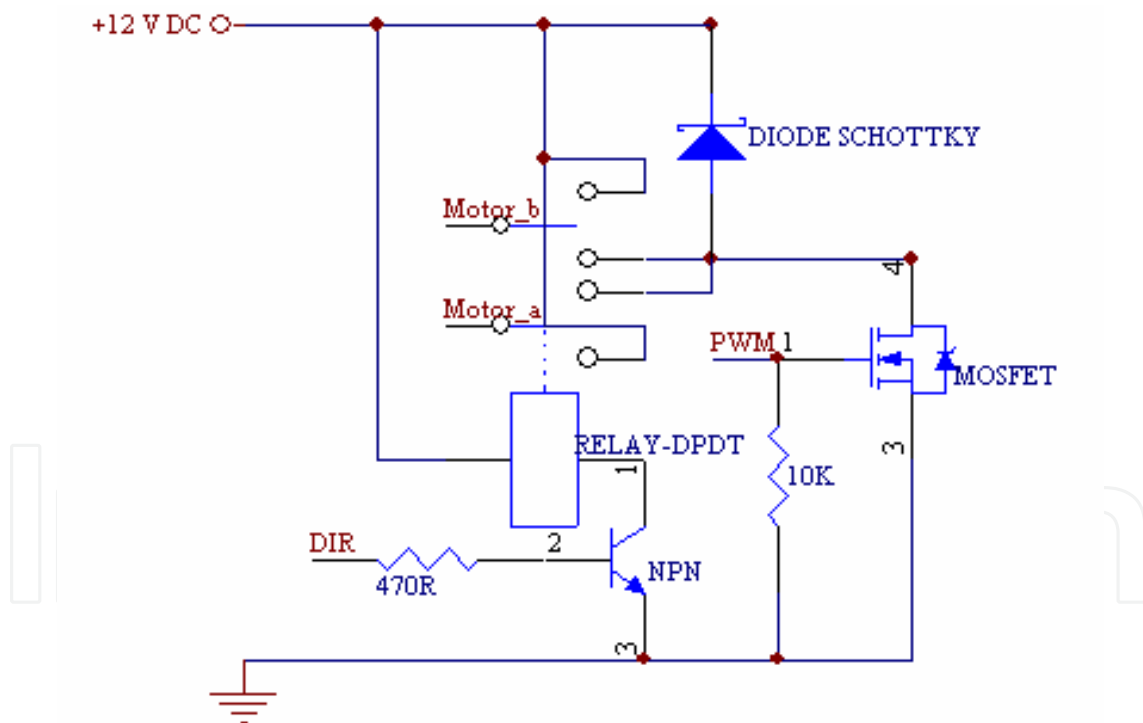 +12 V DC
DIODE SCHOTTKY
Motor_b
4
Motor_a
PWM 1
MOSFET
RELAY-DPDT
1
3
10K
DIR
2
470R
NPN
3